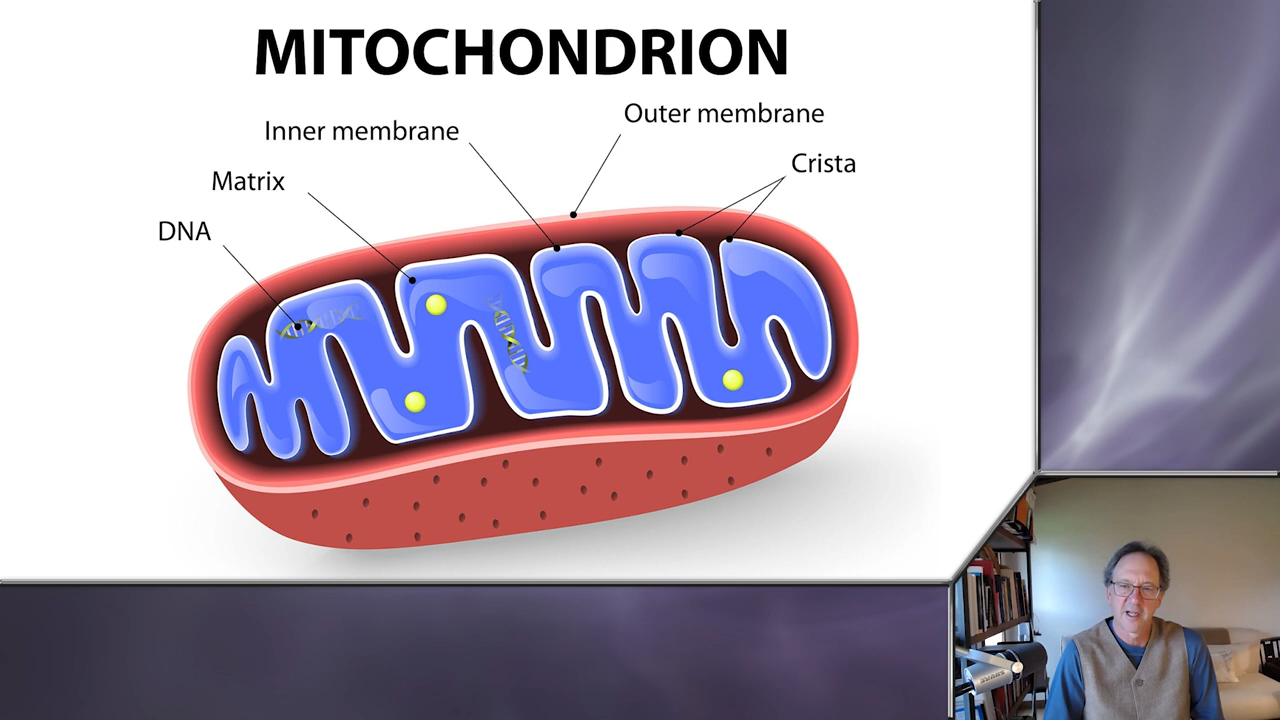 MITOCHONDRION
Outer membrane
Inner membrane
Crista
Matrix
DNA